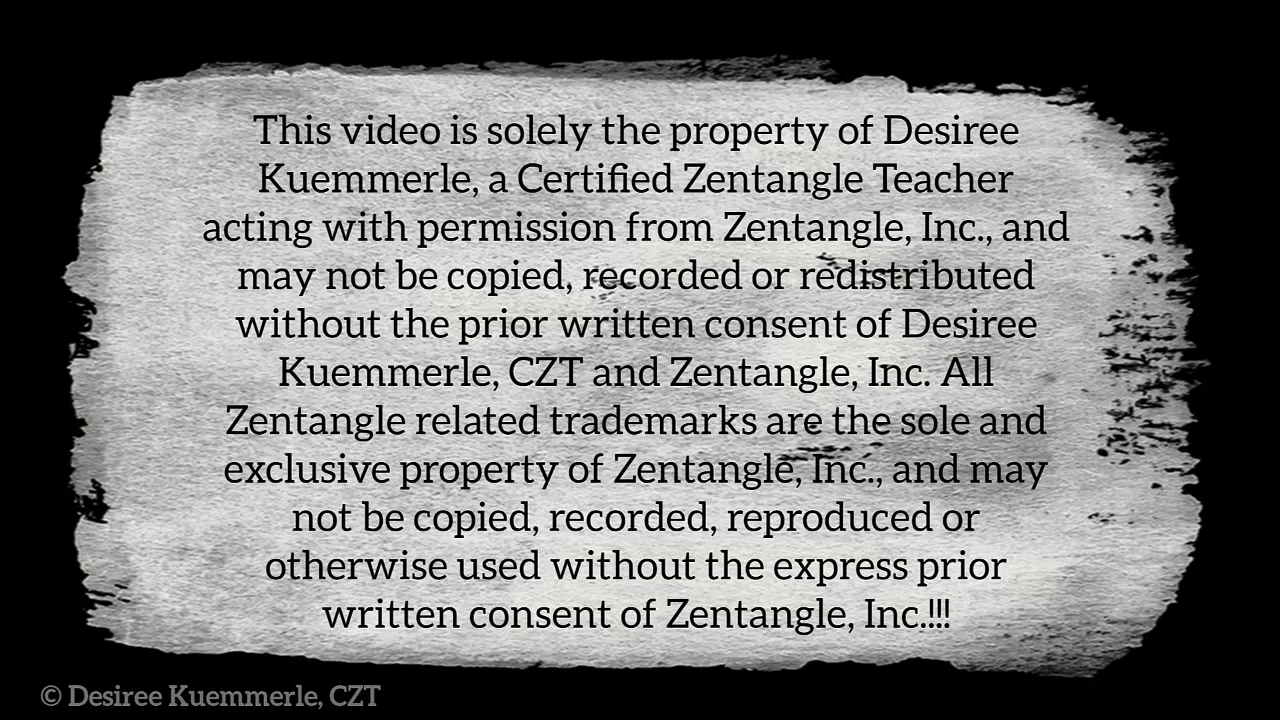 This video is solely the property of Desiree
Kuemmerle, a Certified Zentangle Teacher
acting with permission from Zentangle, Inc., and
may not be copied, recorded or redistributed
without the prior written consent of Desiree
Kuemmerle, CZT and Zentangle, Inc. All
Zentangle related trademarks are the sole and
exclusive property of Zentangle, Inc., and may
not be copied, recorded, reproduced or
otherwise used without the express prior
written consent of Zentangle, Inc.!!!
© Desiree Kuemmerle, CZT